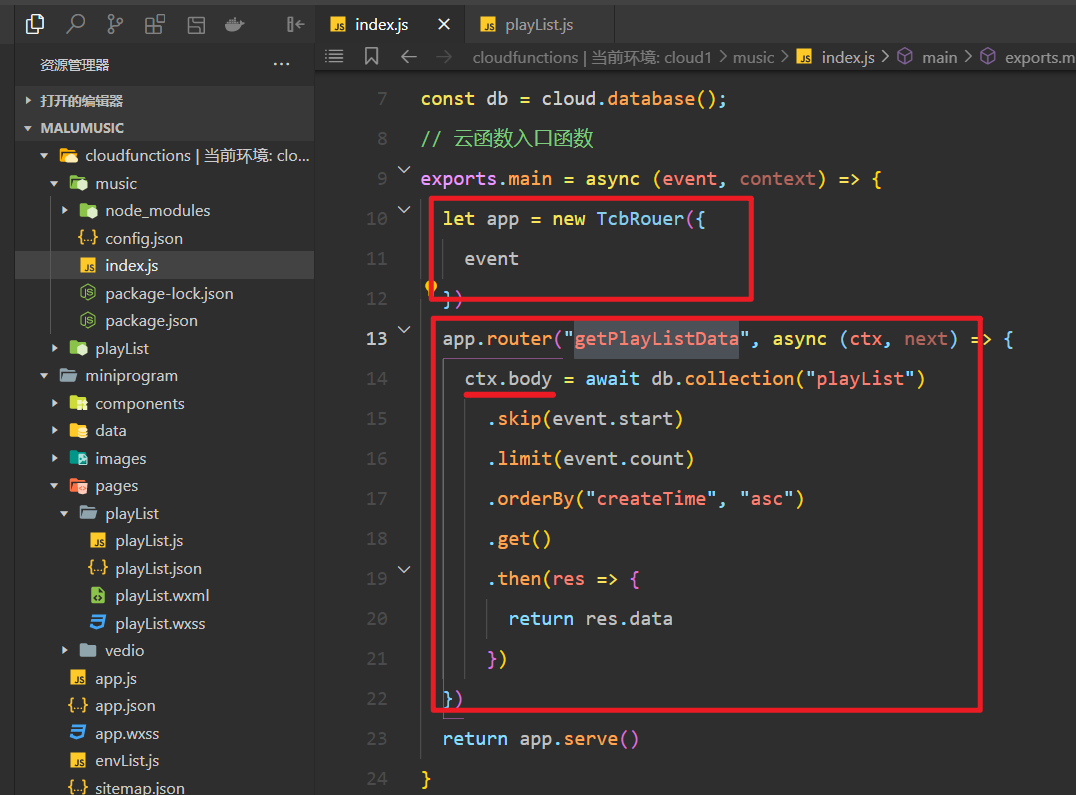 index.js
playList.js
资源管理器
cloudfunctions | 当前环境: cloud1 > music > index.js > main > exports.m
打开的编辑器
MALUMUSIC
cloudfunctions | 当前环境: clo...
music
node_modules
config.json
index.js
package-lock.json
package.json
playList
miniprogram
components
data
images
pages
playList
playList.js
playList.json
playList.wxml
playList.wxss
vedio
app.js
app.json
app.wxss
envList.js
sitemap.json
7 const db = cloud.database();
8 // 云函数入口函数
9 exports.main = async (event, context) => {
10 let app = new TcbRouer({
11 event
12 })
13 app.router("getPlayListData", async (ctx, next) => {
14 ctx.body = await db.collection("playList")
15 .skip(event.start)
16 .limit(event.count)
17 .orderBy("createTime", "asc")
18 .get()
19 .then(res => {
20 return res.data
21 })
22 })
23 return app.serve()
24 }